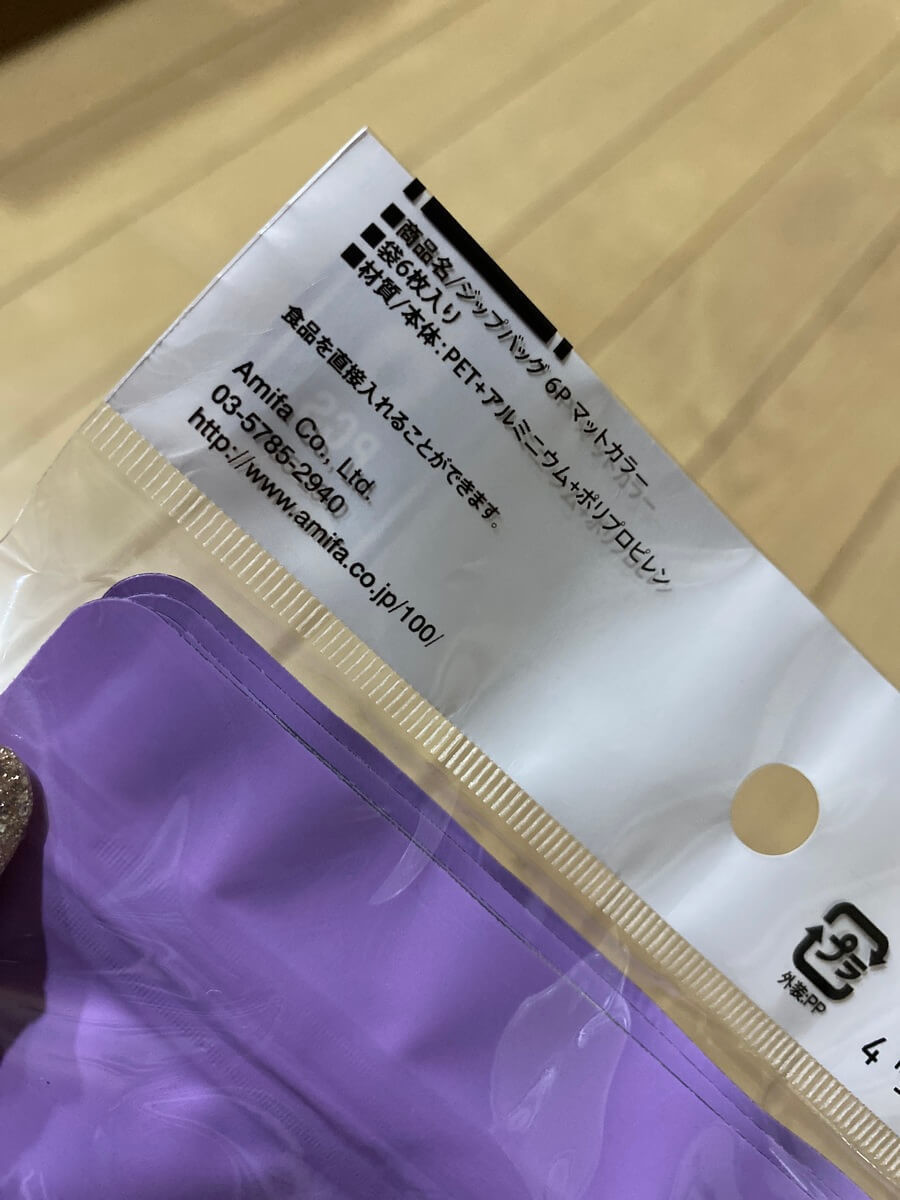 ■商品名/ジップバッグ 6P マットカラー
■袋6枚入り
■材質/本体:PET+アルミニウム+ポリプロピレン
食品を直接入れることができます。
Amifa Co., Ltd.
03-5785-2940
http://www.amifa.co.jp/100/
プラ
外装:PP
4